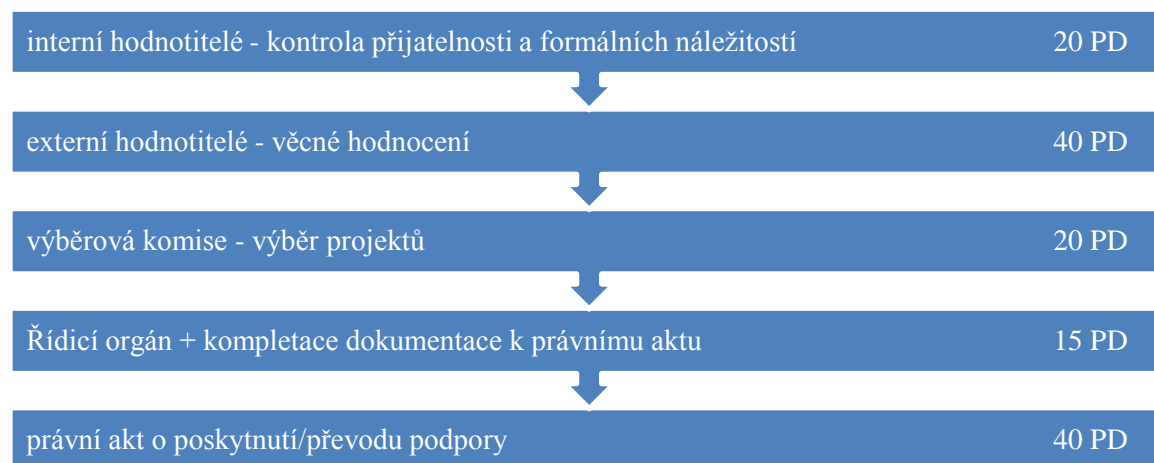 interní hodnotitelé - kontrola přijatelnosti a formálních náležitostí 20 PD
externí hodnotitelé - věcné hodnocení 40 PD
výběrová komise - výběr projektů 20 PD
Řídicí orgán + kompletace dokumentace k právnímu aktu 15 PD
právní akt o poskytnutí/převodu podpory 40 PD